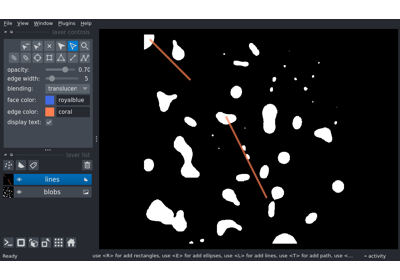 File View Window Plugins Help
layer controls
opacity: 0.70
edge width: 5
blending: translucen
face color: royalblue
edge color: coral
display text:
layer list
lines
blobs
Ready use <R> for add rectangles, use <E> for add ellipses, use <L> for add lines, use <T> for add path, use <... activity